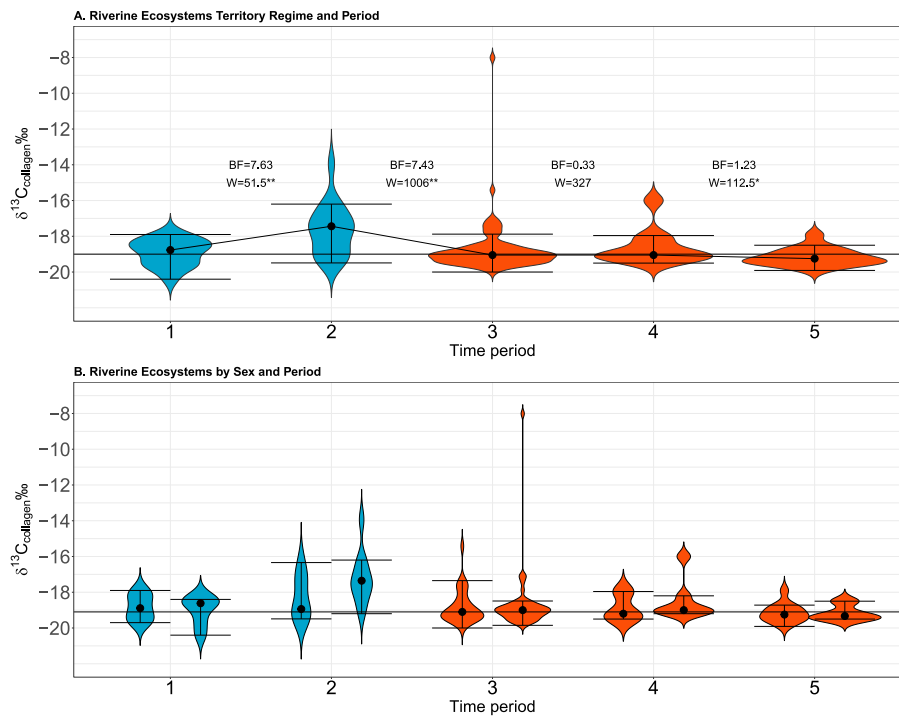 A. Riverine Ecosystems Territory Regime and Period
−8
−10
−12
−14
−16
−18
−20
δ13Ccollagen‰
BF=7.63
W=51.5**
BF=7.43
W=1006**
BF=0.33
W=327
BF=1.23
W=112.5*
1 2 3 4 5
Time period
B. Riverine Ecosystems by Sex and Period
−8
−10
−12
−14
−16
−18
−20
δ13Ccollagen‰
1 2 3 4 5
Time period